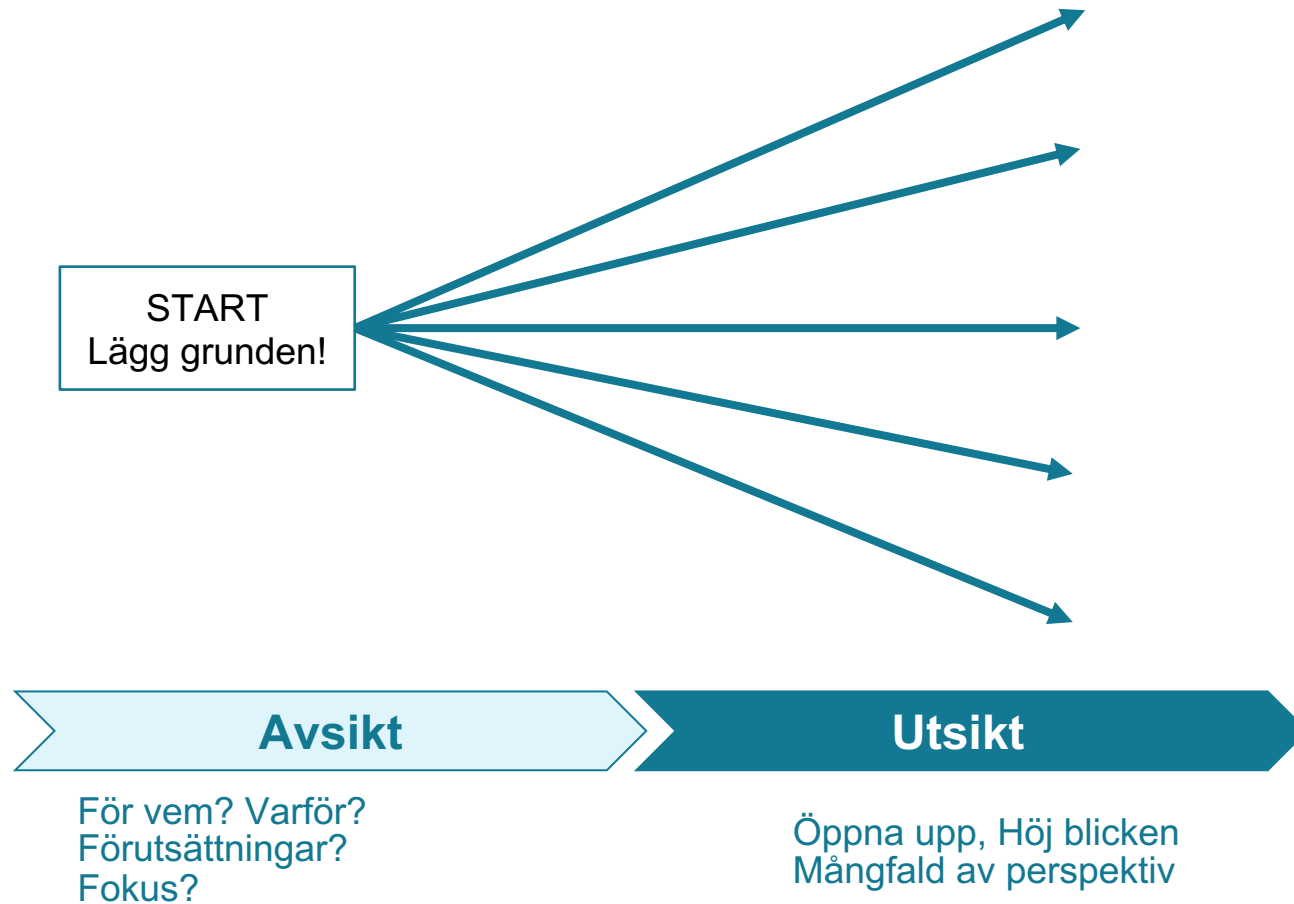 START
Lägg grunden!
Avsikt
Utsikt
För vem? Varför?
Förutsättningar?
Fokus?
Öppna upp, Höj blicken
Mångfald av perspektiv